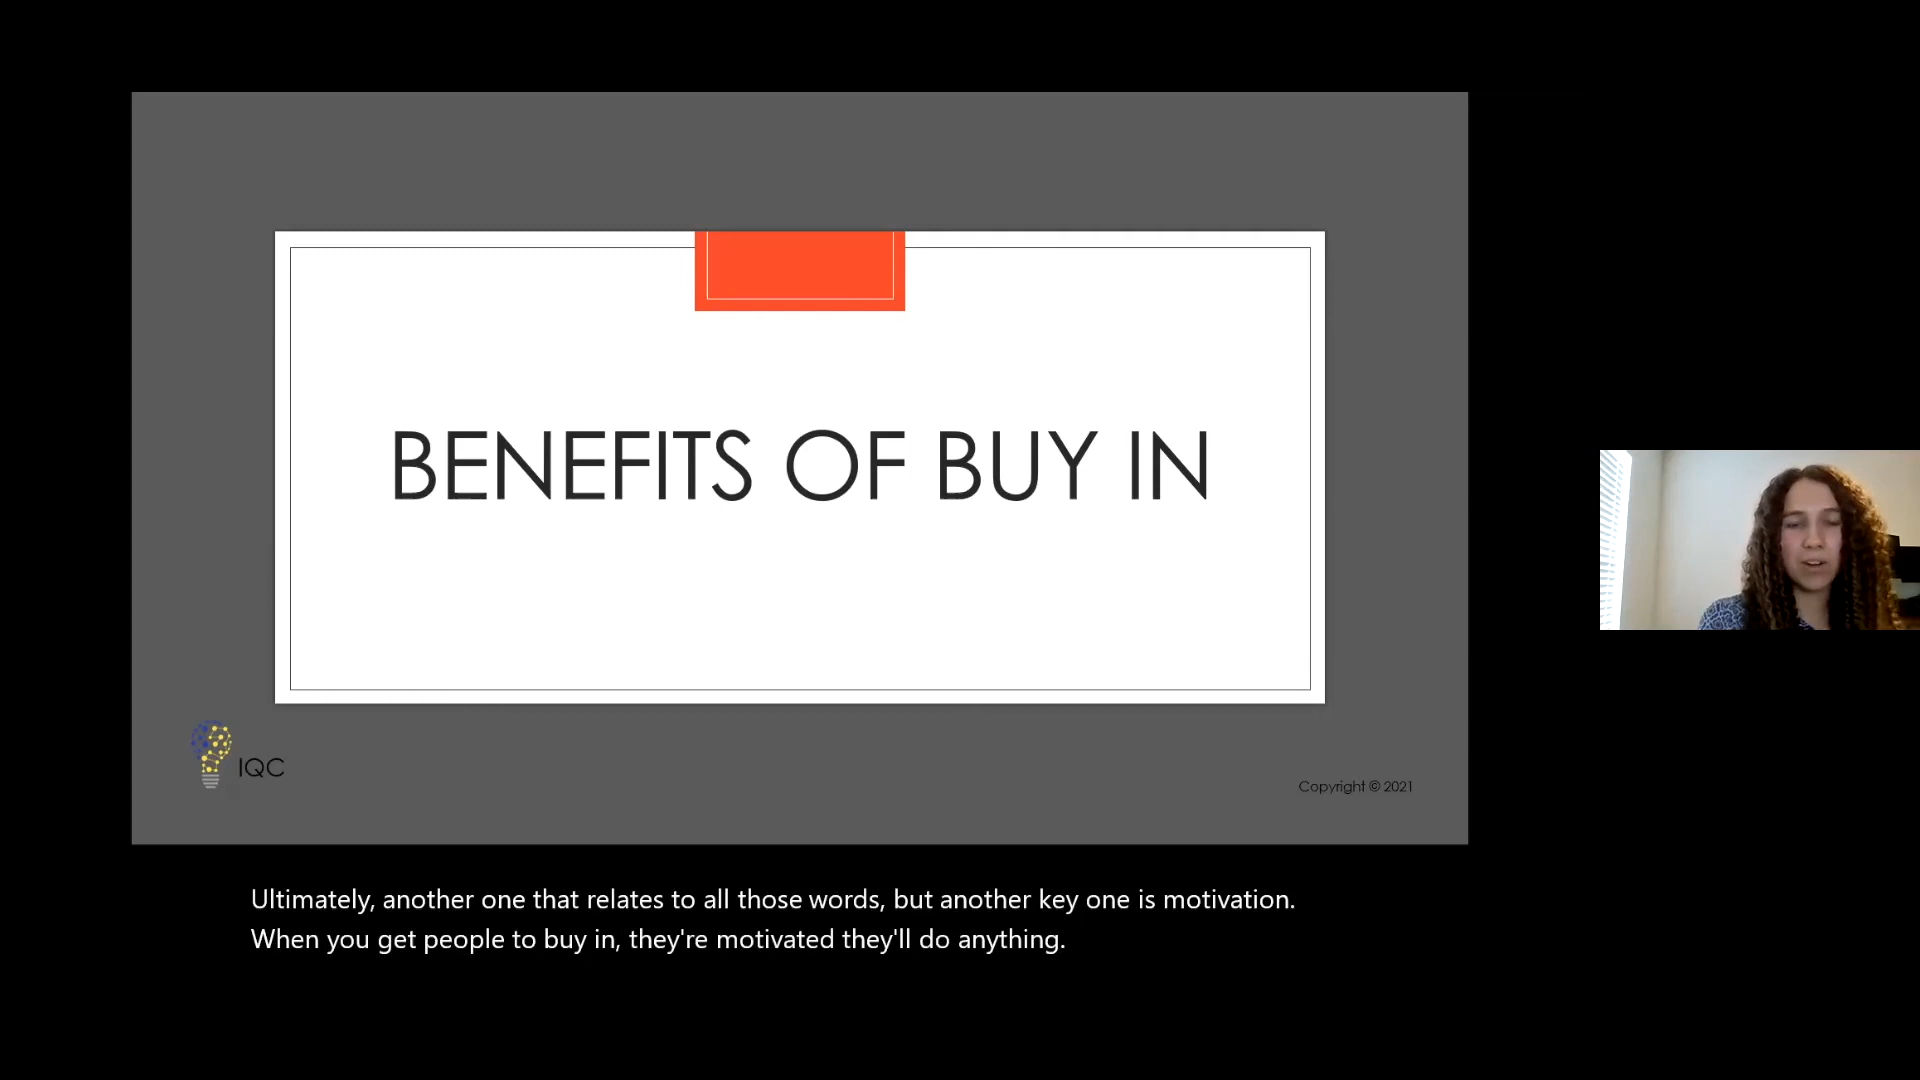 BENEFITS OF BUY IN
IQC
Copyright © 2021
Ultimately, another one that relates to all those words, but another key one is motivation.
When you get people to buy in, they're motivated they'll do anything.